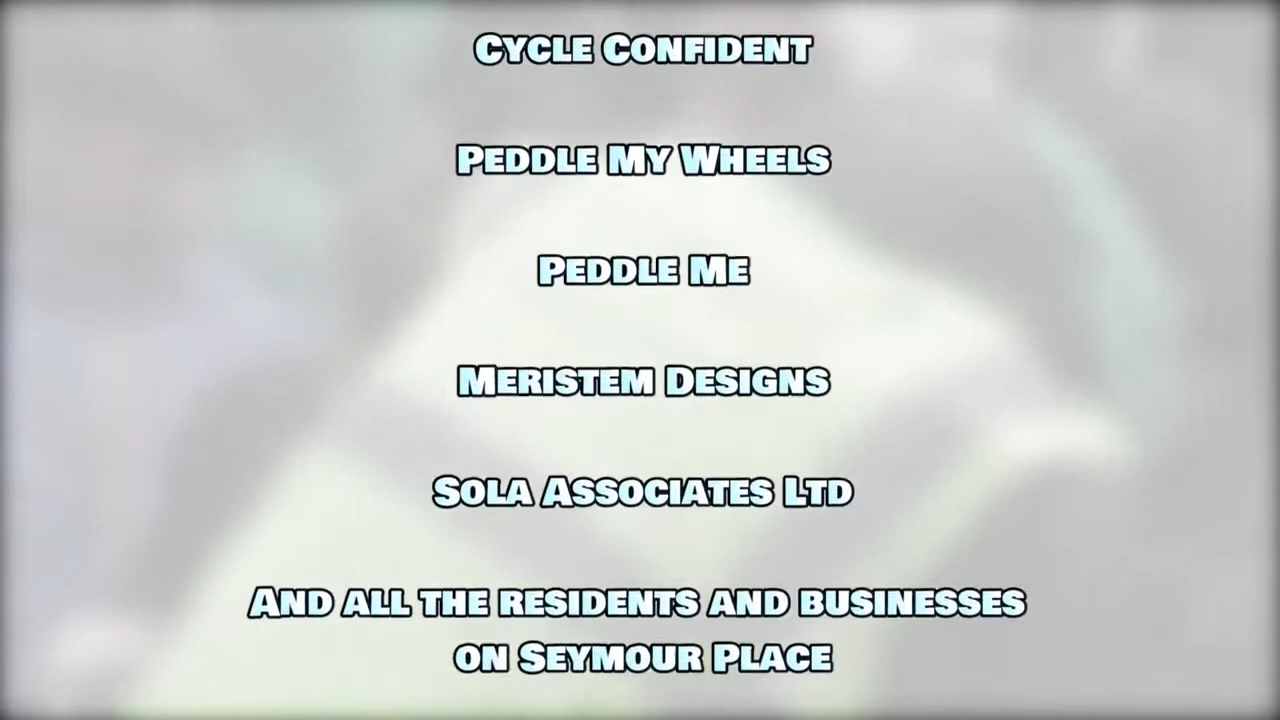 Cycle Confident
Peddle My Wheels
Peddle Me
Meristem Designs
Sola Associates Ltd
And all the residents and businesses
on Seymour Place